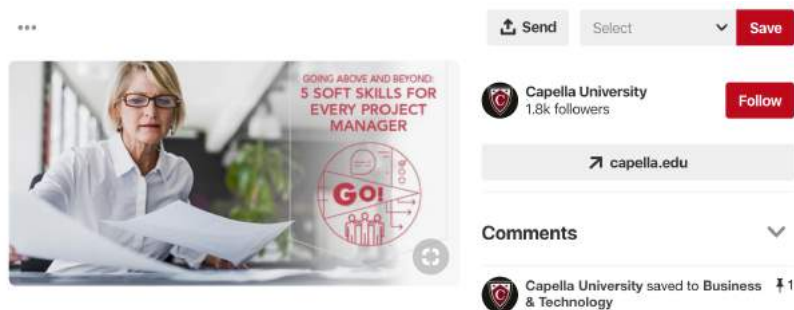 Send
Select
Save
GOING ABOVE AND BEYOND:
5 SOFT SKILLS FOR
EVERY PROJECT
MANAGER
GO!
Capella University
1.8k followers
Follow
capella.edu
Comments
Capella University saved to Business
& Technology
1